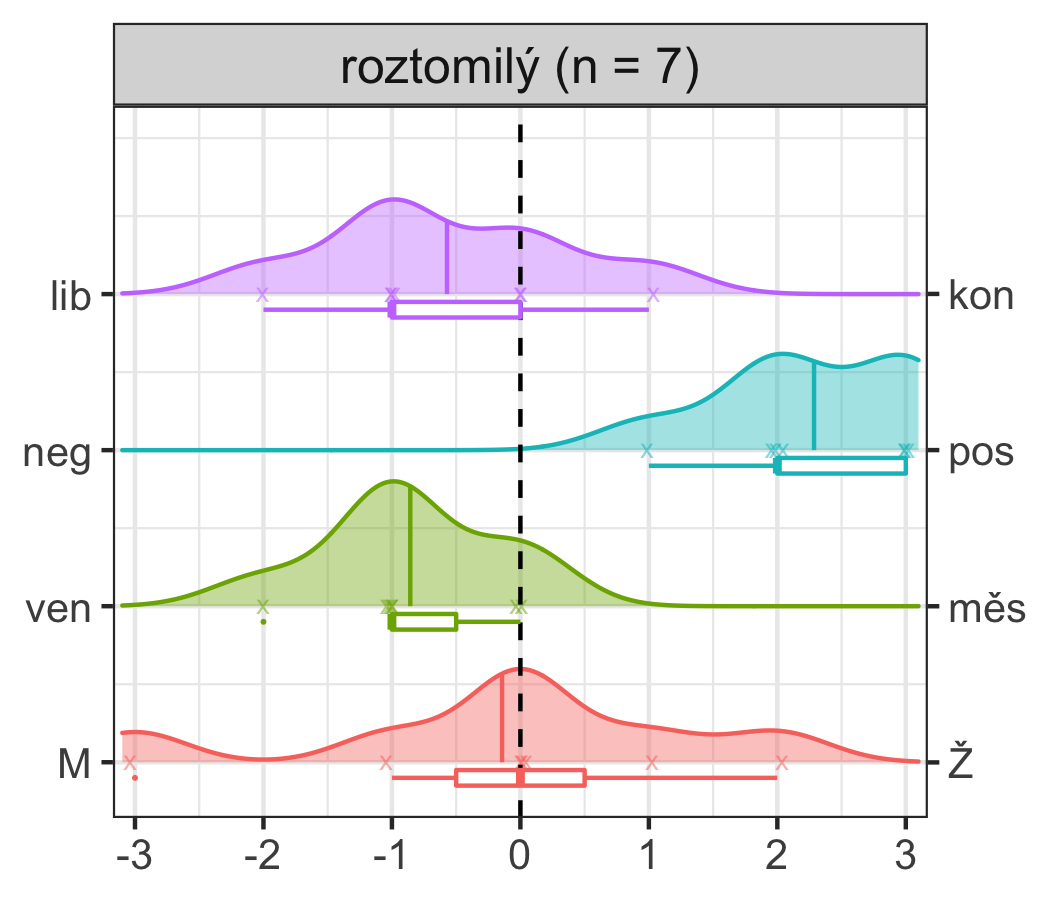 roztomilý (n = 7)
lib kon
neg pos
ven měs
M Ž
-3 -2 -1 0 1 2 3